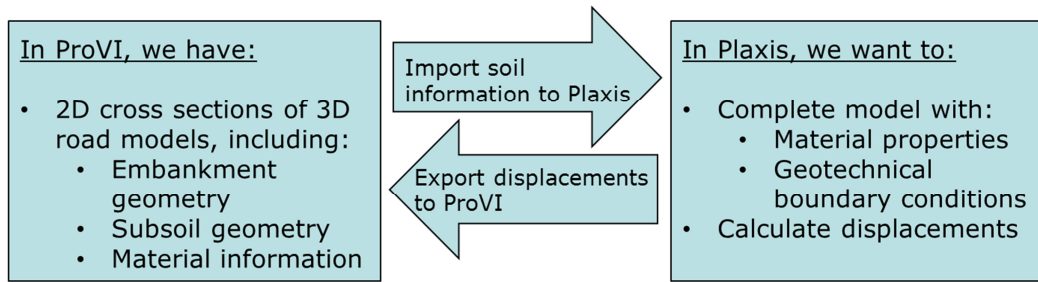 In ProVI, we have:
• 2D cross sections of 3D
road models, including:
• Embankment
geometry
• Subsoil geometry
• Material information
Import soil
information to Plaxis
Export displacements
to ProVI
In Plaxis, we want to:
• Complete model with:
• Material properties
• Geotechnical
boundary conditions
• Calculate displacements